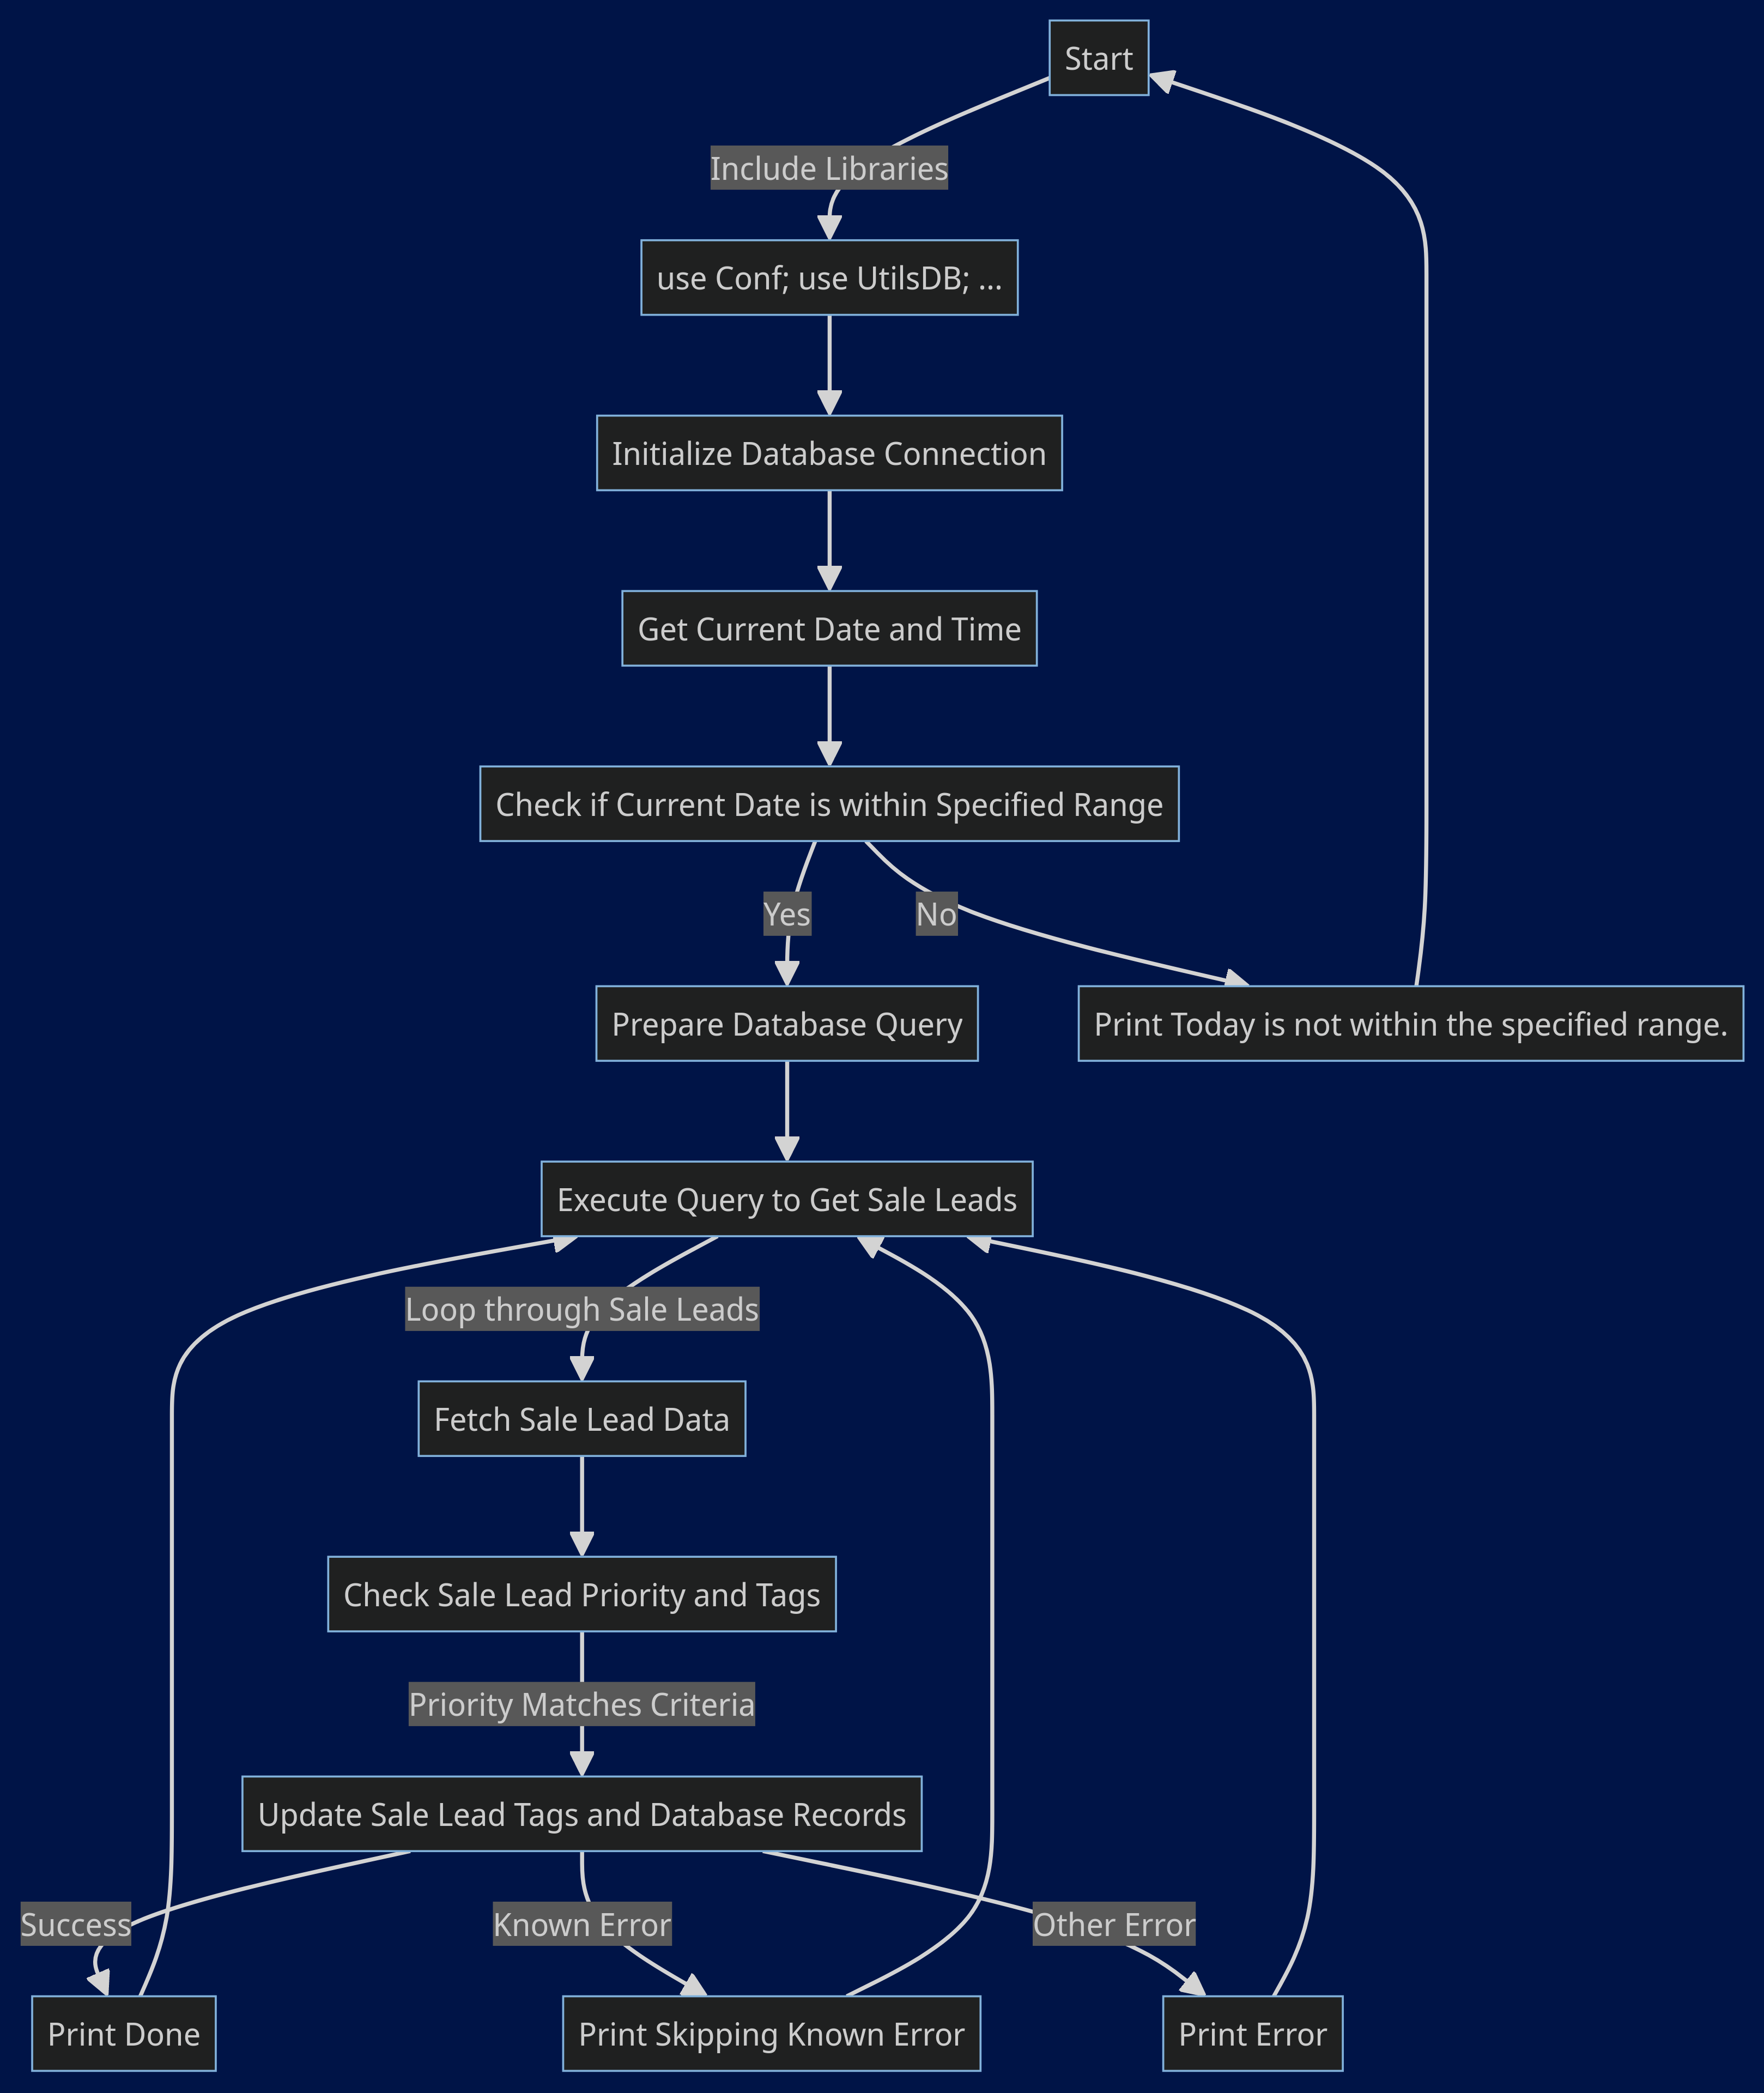 Start
Include Libraries
use Conf; use UtilsDB; ...
Initialize Database Connection
Get Current Date and Time
Check if Current Date is within Specified Range
Yes
No
Prepare Database Query
Print Today is not within the specified range.
Execute Query to Get Sale Leads
Loop through Sale Leads
Fetch Sale Lead Data
Check Sale Lead Priority and Tags
Priority Matches Criteria
Update Sale Lead Tags and Database Records
Success
Known Error
Other Error
Print Done
Print Skipping Known Error
Print Error